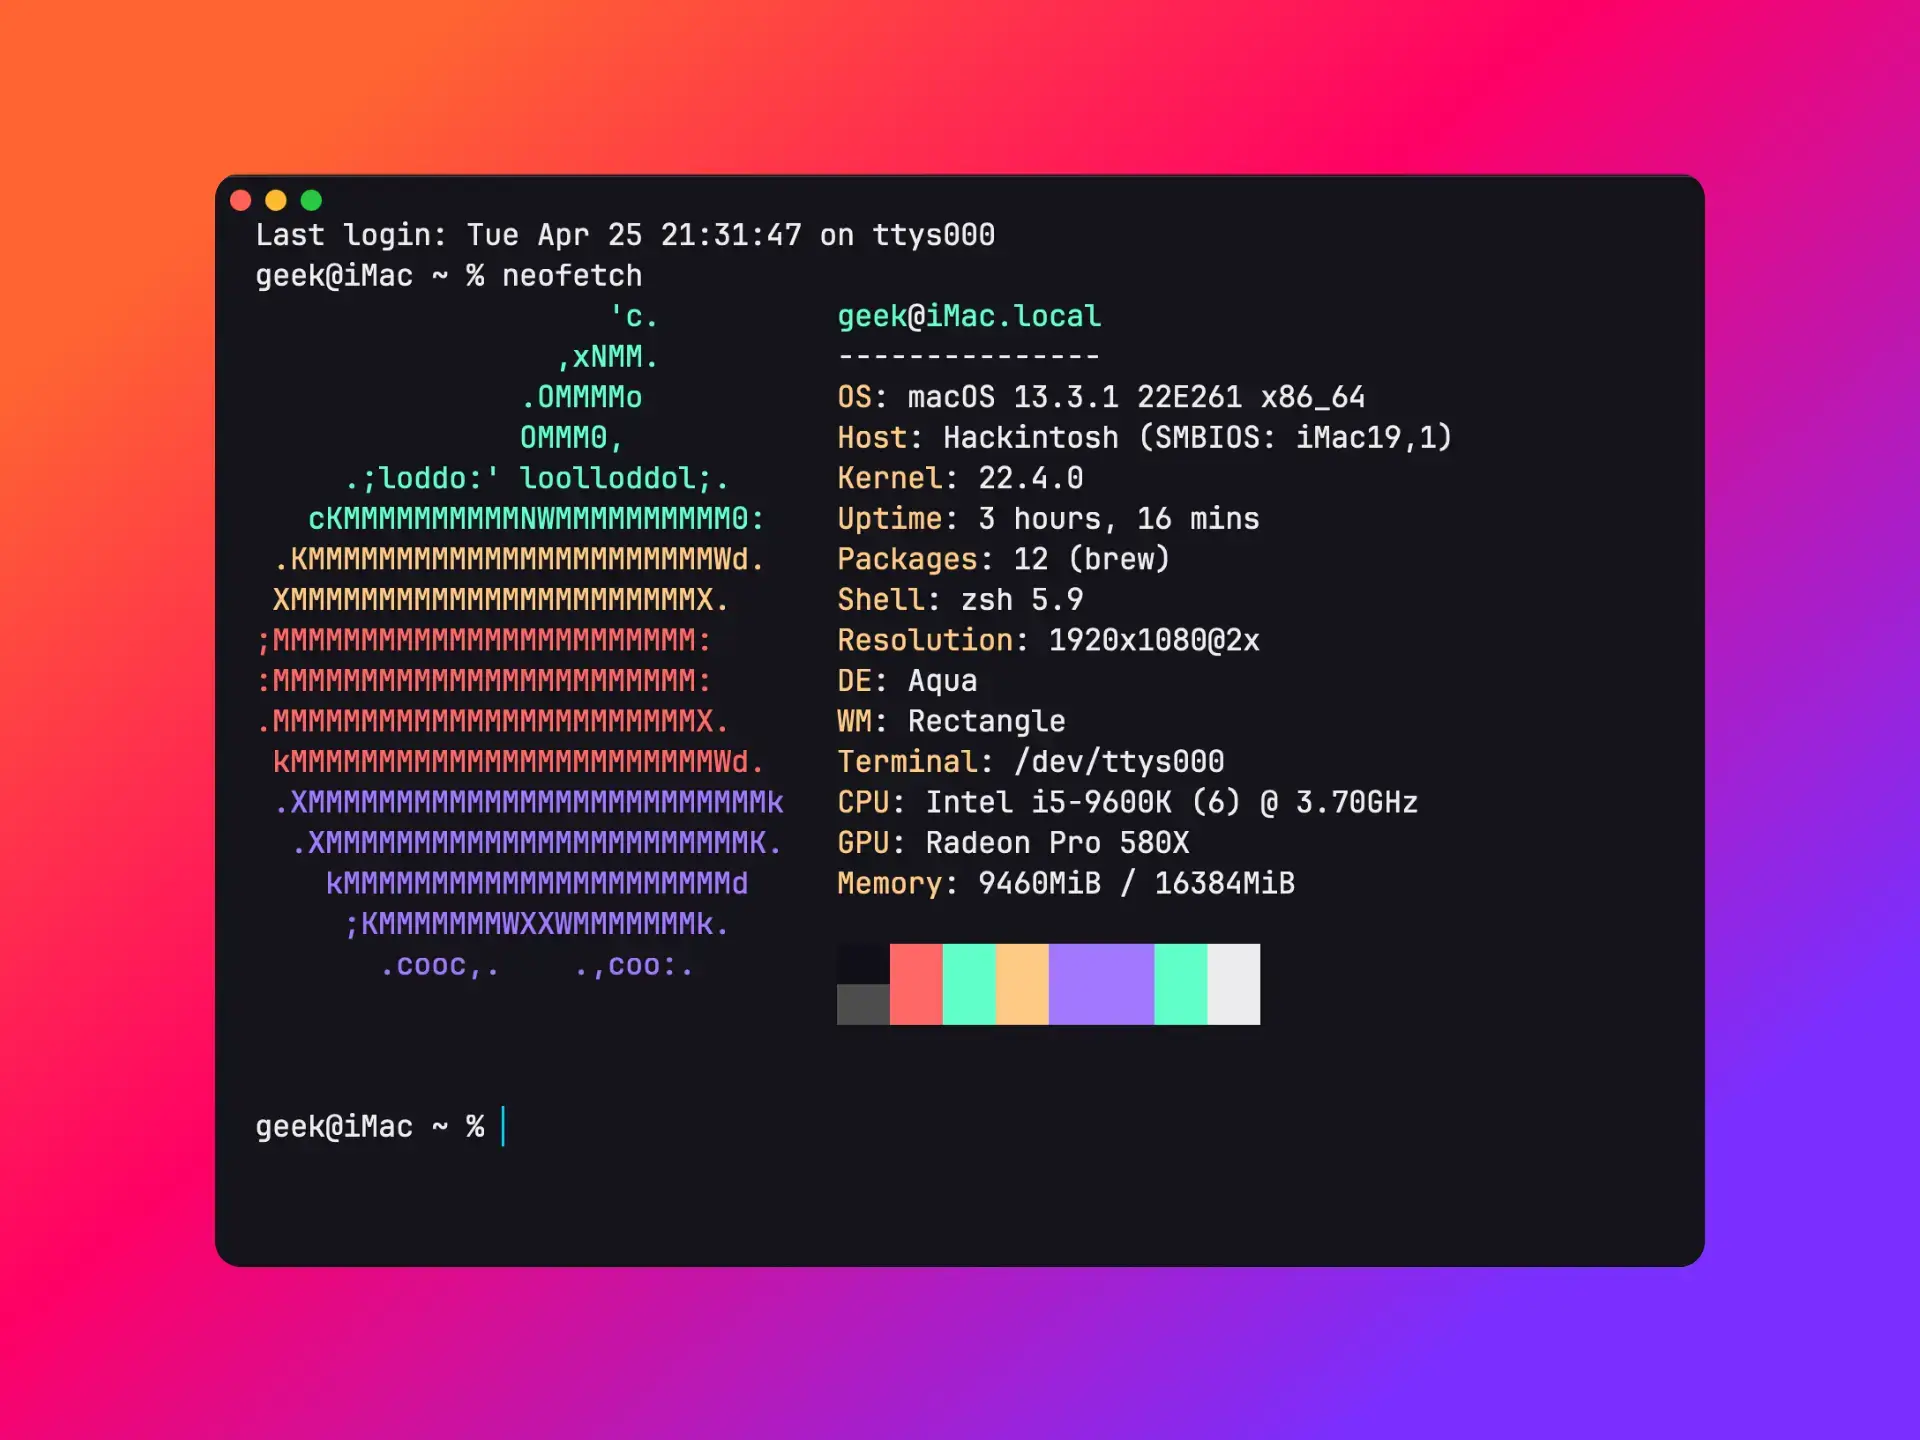 Last login: Tue Apr 25 21:31:47 on ttys000
geek@iMac ~ % neofetch
                    'c.          geek@iMac.local
                 ,xNMM.          ---------------
               .OMMMMo           OS: macOS 13.3.1 22E261 x86_64
               OMMM0,            Host: Hackintosh (SMBIOS: iMac19,1)
     .;loddo:' loolloddol;.      Kernel: 22.4.0
   cKMMMMMMMMMMNWMMMMMMMMMM0:    Uptime: 3 hours, 16 mins
 .KMMMMMMMMMMMMMMMMMMMMMMMWd.    Packages: 12 (brew)
 XMMMMMMMMMMMMMMMMMMMMMMMX.      Shell: zsh 5.9
;MMMMMMMMMMMMMMMMMMMMMMMM:       Resolution: 1920x1080@2x
:MMMMMMMMMMMMMMMMMMMMMMMM:       DE: Aqua
.MMMMMMMMMMMMMMMMMMMMMMMMX.      WM: Rectangle
 kMMMMMMMMMMMMMMMMMMMMMMMMWd.    Terminal: /dev/ttys000
 .XMMMMMMMMMMMMMMMMMMMMMMMMMMk   CPU: Intel i5-9600K (6) @ 3.70GHz
  .XMMMMMMMMMMMMMMMMMMMMMMMMK.   GPU: Radeon Pro 580X
    kMMMMMMMMMMMMMMMMMMMMMMd     Memory: 9460MiB / 16384MiB
     ;KMMMMMMMWXXWMMMMMMMk.
       .cooc,.    .,coo:.
geek@iMac ~ %